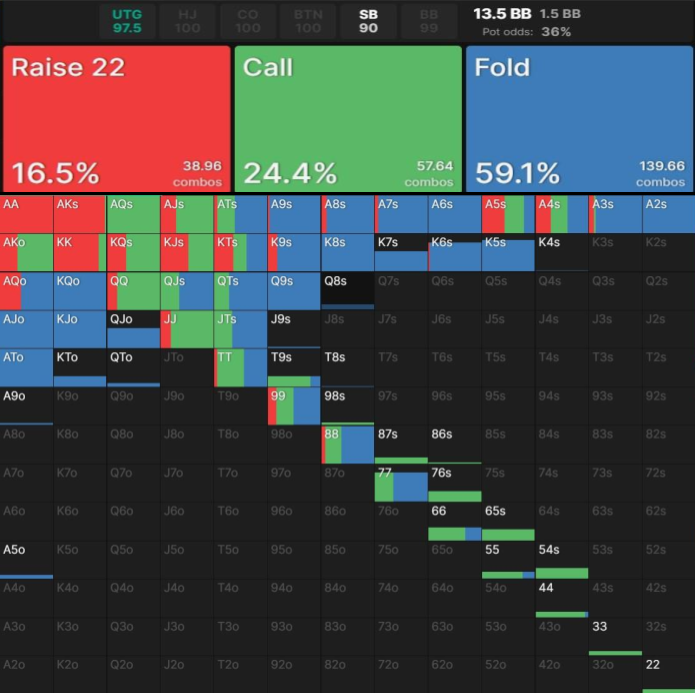 UTG HJ CO BTN SB BB 13.5 BB 1.5 BB
97.5 100 100 100 90 99 Pot odds: 36%
Raise 22 Call Fold
16.5% 38.96 24.4% 57.64 59.1% 139.66
combos combos combos
AA AKs AQs AJs ATs A9s A8s A7s A6s A5s A4s A3s A2s
AKo KK KQs KJs KTs K9s K8s K7s K6s K5s K4s K3s K2s
AQo KQo QQ QJs QTs Q9s Q8s Q7s Q6s Q5s Q4s Q3s Q2s
AJo KJo QJo JJ JTs J9s J8s J7s J6s J5s J4s J3s J2s
ATo KTo QTo JTo TT T9s T8s T7s T6s T5s T4s T3s T2s
A9o K9o Q9o J9o T9o 99 98s 97s 96s 95s 94s 93s 92s
A8o K8o Q8o J8o T8o 98o 88 87s 86s 85s 84s 83s 82s
A7o K7o Q7o J7o T7o 97o 87o 77 76s 75s 74s 73s 72s
A6o K6o Q6o J6o T6o 96o 86o 76o 66 65s 64s 63s 62s
A5o K5o Q5o J5o T5o 95o 85o 75o 65o 55 54s 53s 52s
A4o K4o Q4o J4o T4o 94o 84o 74o 64o 54o 44 43s 42s
A3o K3o Q3o J3o T3o 93o 83o 73o 63o 53o 43o 33 32s
A2o K2o Q2o J2o T2o 92o 82o 72o 62o 52o 42o 32o 22